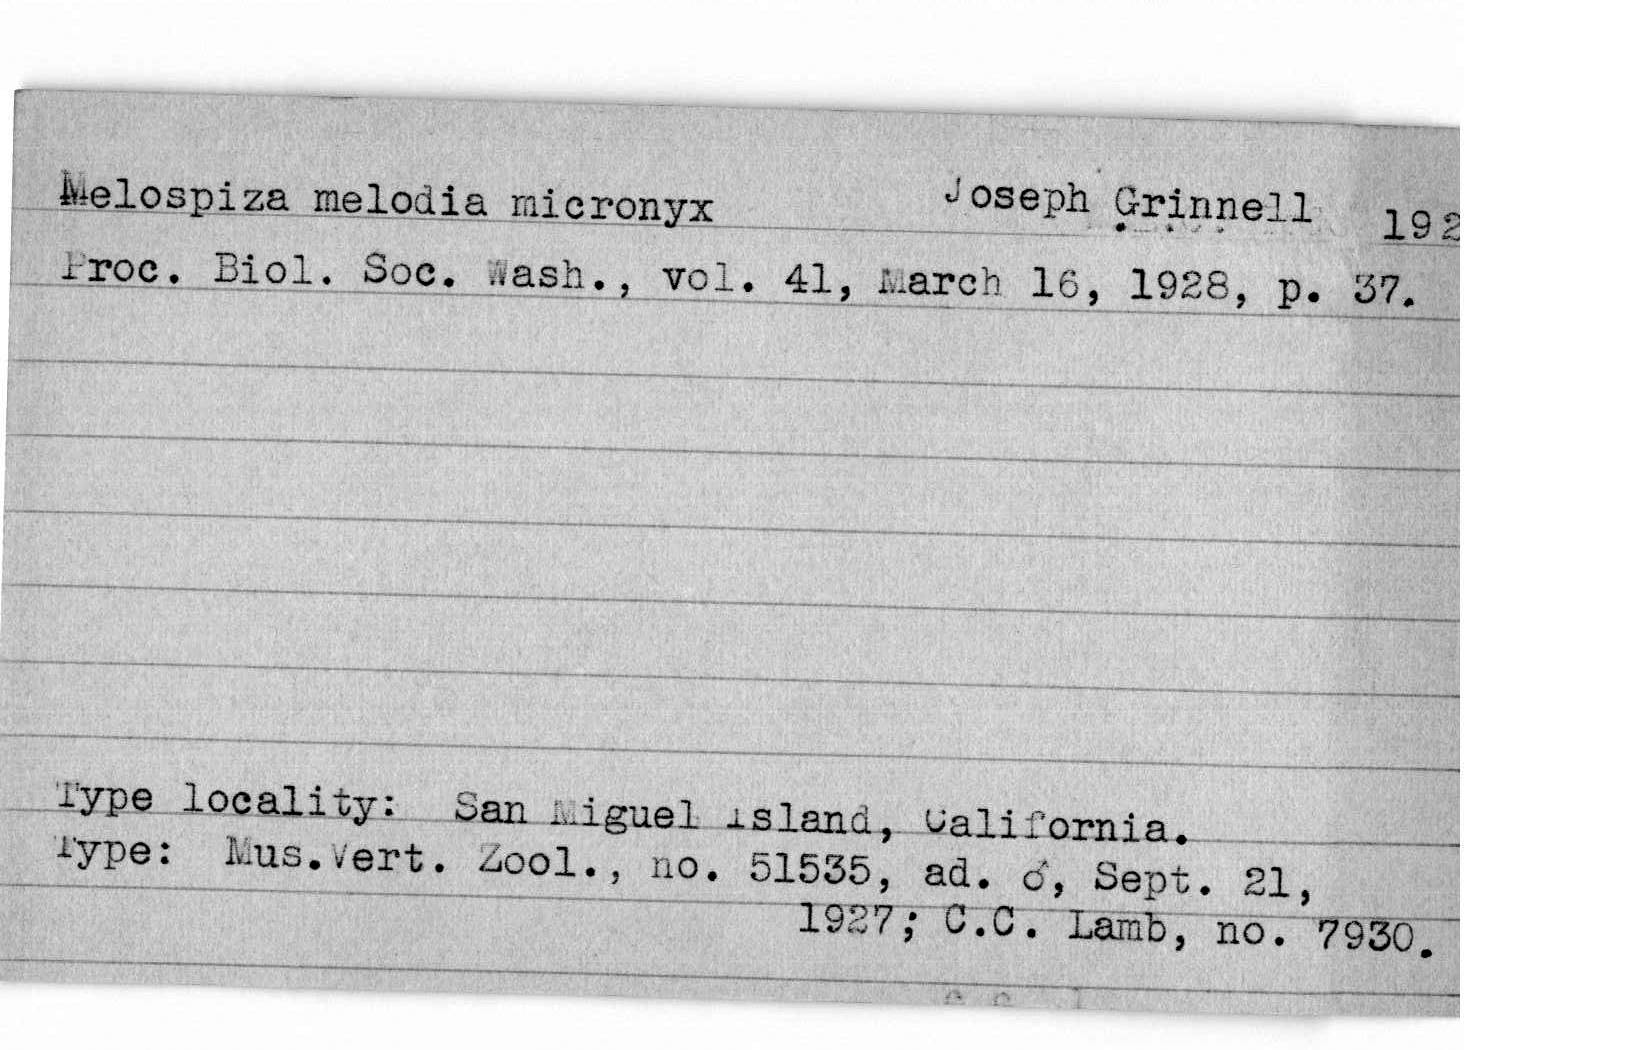 Melospiza melodia micronyx Joseph Grinnell 192
Proc. Biol. Soc. Wash., vol. 41, March 16, 1928, p. 37.
Type locality: San Miguel Island, California.
Type: Mus.Vert. Zool., no. 51535, ad. ♂, Sept. 21,
1927; C.C. Lamb, no. 7930.